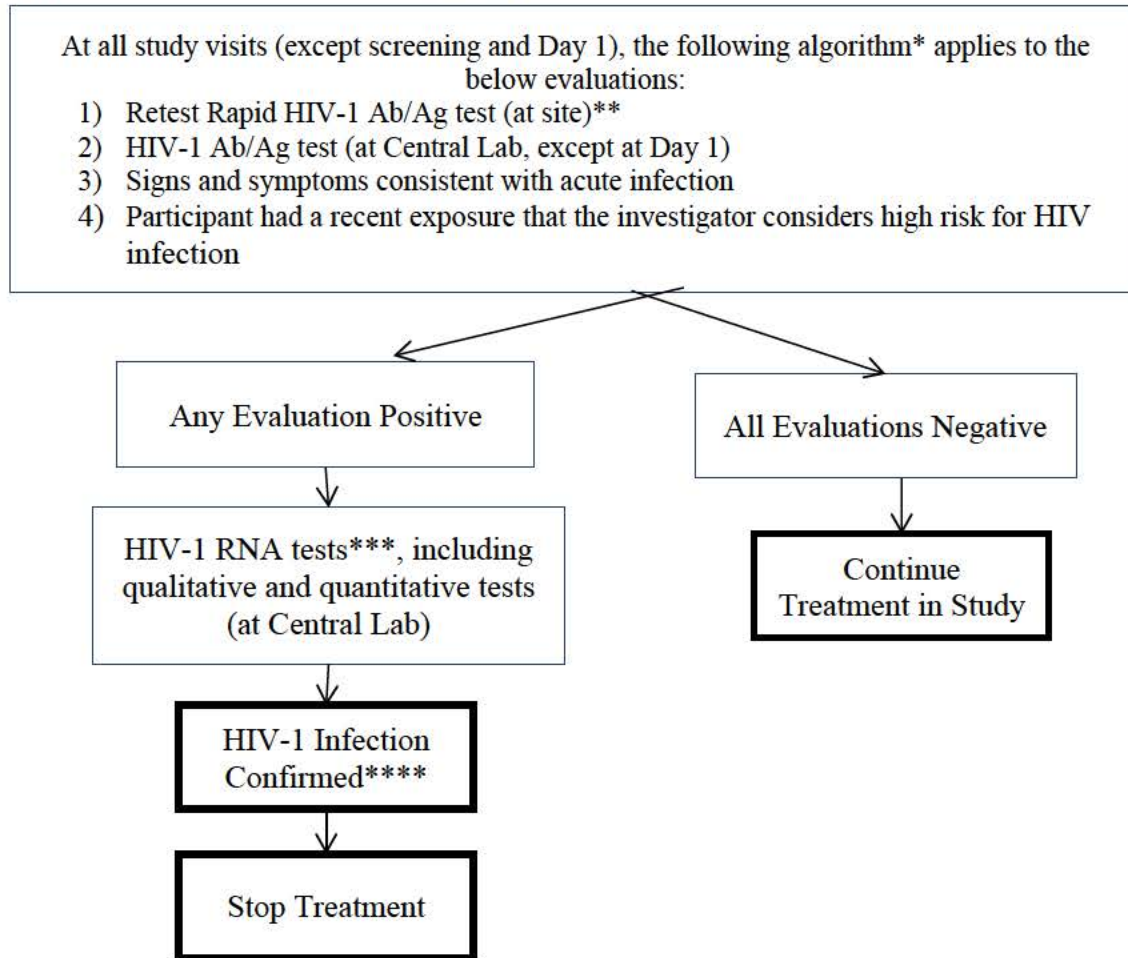 At all study visits (except screening and Day 1), the following algorithm* applies to the
below evaluations:
1) Retest Rapid HIV-1 Ab/Ag test (at site)**
2) HIV-1 Ab/Ag test (at Central Lab, except at Day 1)
3) Signs and symptoms consistent with acute infection
4) Participant had a recent exposure that the investigator considers high risk for HIV
infection
Any Evaluation Positive
All Evaluations Negative
HIV-1 RNA tests***, including
qualitative and quantitative tests
(at Central Lab)
Continue
Treatment in Study
HIV-1 Infection
Confirmed****
Stop Treatment